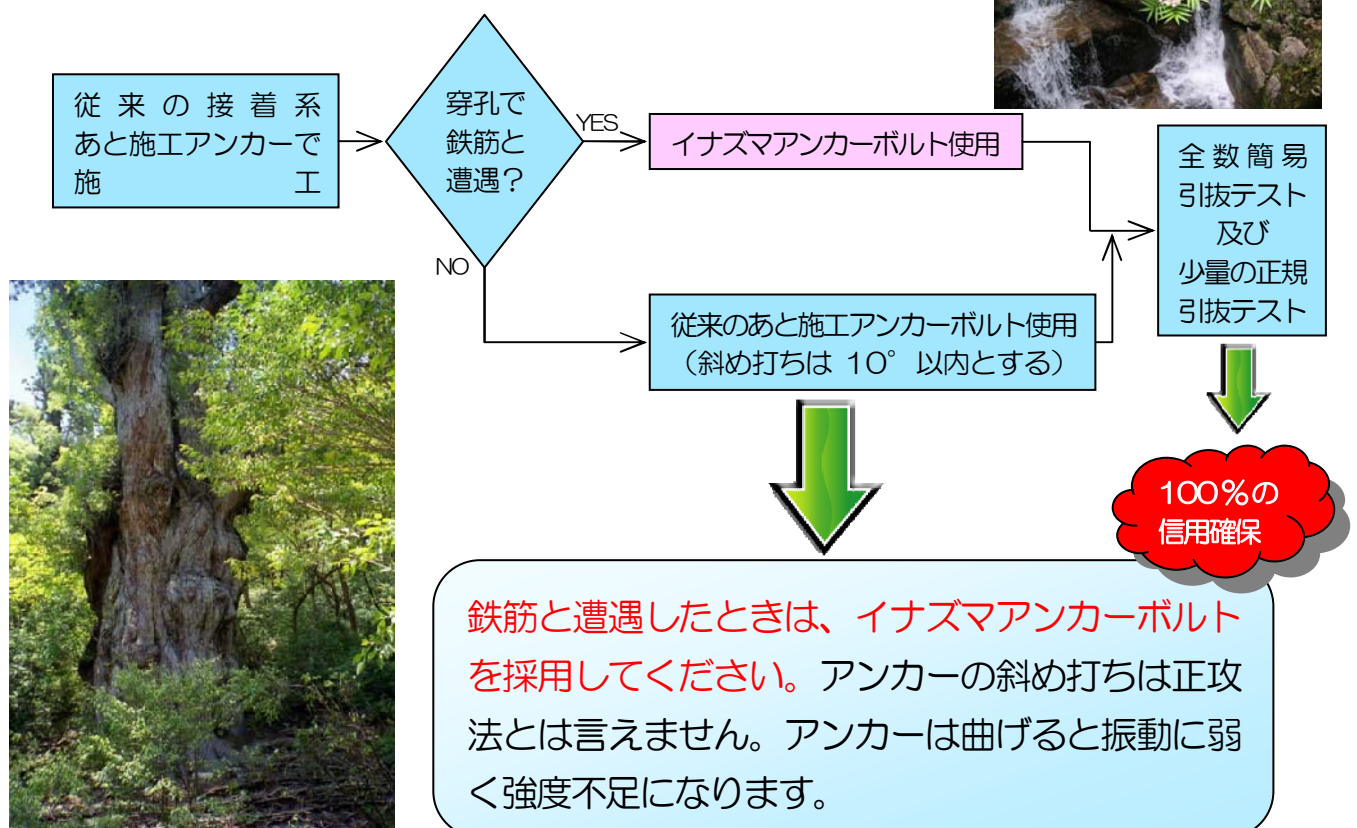 従来の接着系
あと施工アンカーで
施工
穿孔で
鉄筋と
遭遇？
YES
NO
イナズマアンカーボルト使用
従来のあと施工アンカーボルト使用
（斜め打ちは 10° 以内とする）
全数簡易
引抜テスト
及び
少量の正規
引抜テスト
100％の
信用確保
鉄筋と遭遇したときは、イナズマアンカーボルト
を採用してください。アンカーの斜め打ちは正攻
法とは言えません。アンカーは曲げると振動に弱
く強度不足になります。